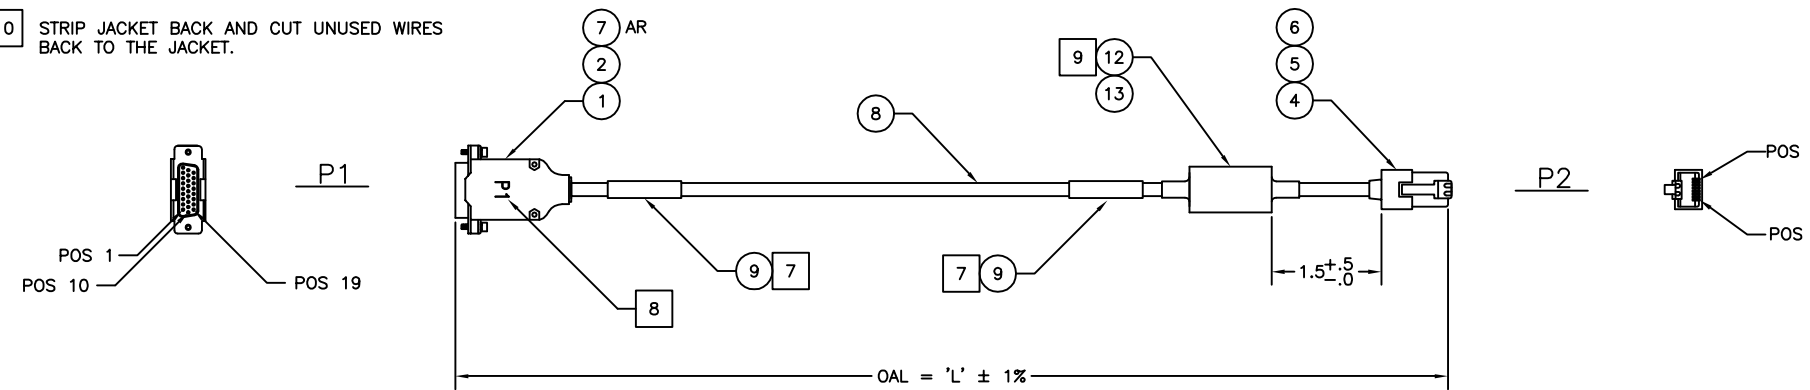 0 STRIP JACKET BACK AND CUT UNUSED WIRES
BACK TO THE JACKET.
7 AR
2
1
8
9 12
13
6
5
4
P1
P1
P2
POS 1
POS 10
POS 19
9 7
8
7 9
1.5 +.5 -.0
POS
POS
OAL = 'L' ± 1%